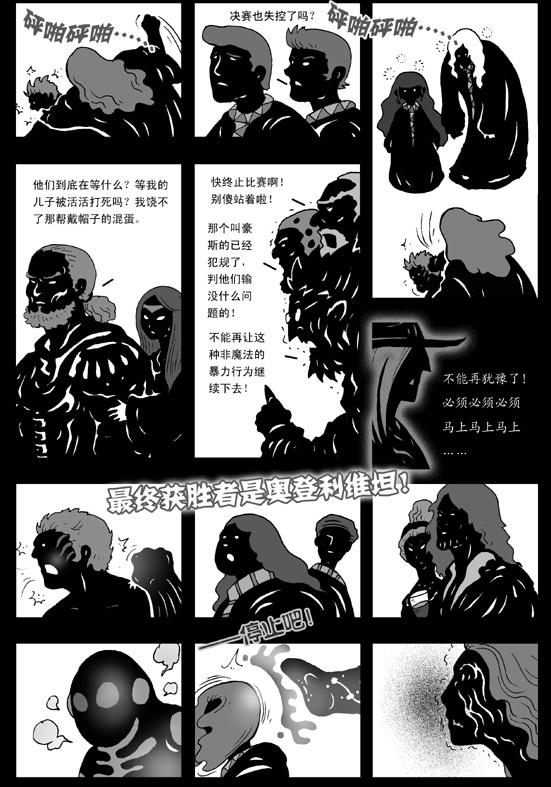 砰啪砰啪……
决赛也失控了吗？
砰啪砰啪……
他们到底在等什么？等我的
儿子被活活打死吗？我饶不
了那帮戴帽子的混蛋。
快终止比赛啊！
别傻站着啦！
那个叫豪
斯的已经
犯规了，
判他们输
没什么问
题的！
不能再让这
种非魔法的
暴力行为继
续下去！
不能再犹豫了！
必须必须必须
马上马上马上
……
最终获胜者是奥登利维坦！
——停止吧！